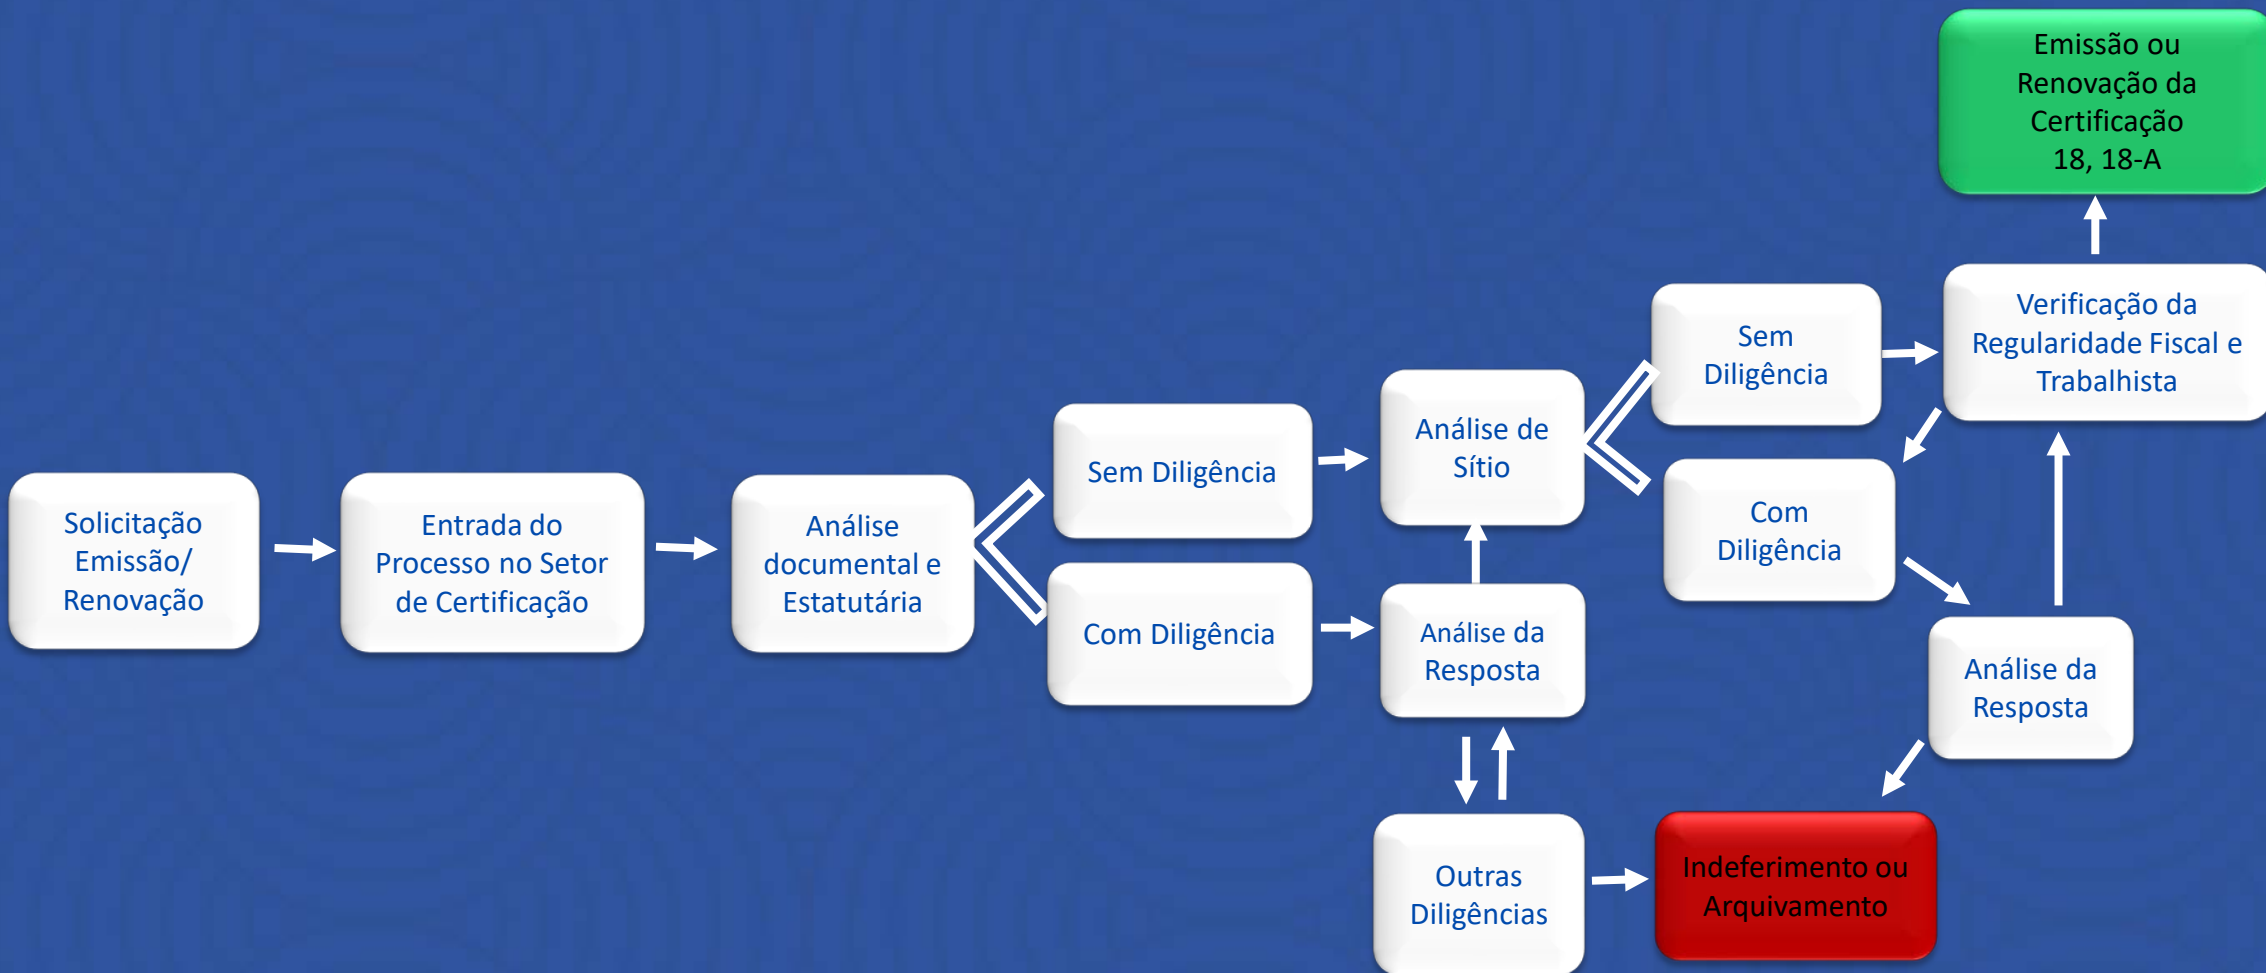 Solicitação
Emissão/
Renovação
Entrada do
Processo no Setor
de Certificação
Análise
documental e
Estatutária
Sem Diligência
Com Diligência
Análise de
Sítio
Análise da
Resposta
Outras
Diligências
Sem
Diligência
Com
Diligência
Verificação da
Regularidade Fiscal e
Trabalhista
Emissão ou
Renovação da
Certificação
18, 18-A
Análise da
Resposta
Indeferimento ou
Arquivamento